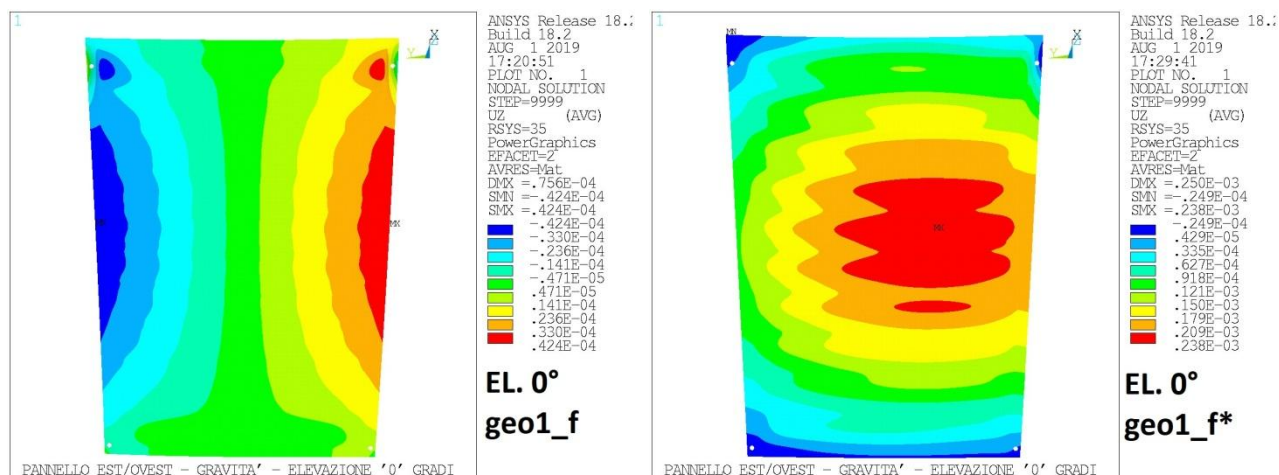 1
MN
X
Z
Y
MX
ANSYS Release 18.2
Build 18.2
AUG 1 2019
17:20:51
PLOT NO. 1
NODAL SOLUTION
STEP=9999
UZ (AVG)
RSYS=35
PowerGraphics
EFACET=2
AVRES=Mat
DMX =.756E-04
SMN =-.424E-04
SMX =.424E-04
-.424E-04
-.330E-04
-.236E-04
-.141E-04
-.471E-05
.471E-05
.141E-04
.236E-04
.330E-04
.424E-04
EL. 0°
geo1_f
PANNELLO EST/OVEST - GRAVITA' - ELEVAZIONE '0' GRADI
1
MN
X
Z
Y
MX
ANSYS Release 18.2
Build 18.2
AUG 1 2019
17:29:41
PLOT NO. 1
NODAL SOLUTION
STEP=9999
UZ (AVG)
RSYS=35
PowerGraphics
EFACET=2
AVRES=Mat
DMX =.250E-03
SMN =-.249E-04
SMX =.238E-03
-.249E-04
.429E-05
.335E-04
.627E-04
.918E-04
.121E-03
.150E-03
.179E-03
.209E-03
.238E-03
EL. 0°
geo1_f*
PANNELLO EST/OVEST - GRAVITA' - ELEVAZIONE '0' GRADI